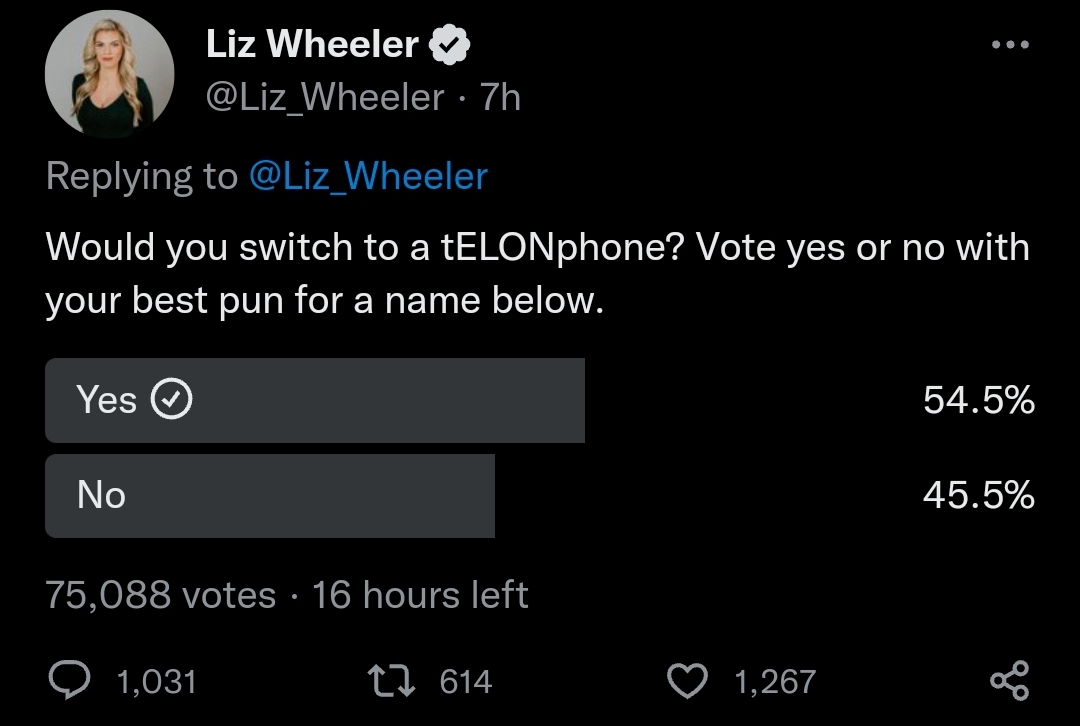 Liz Wheeler
@Liz_Wheeler · 7h
Replying to @Liz_Wheeler
Would you switch to a tELONphone? Vote yes or no with
your best pun for a name below.
Yes 54.5%
No 45.5%
75,088 votes · 16 hours left
1,031 614 1,267